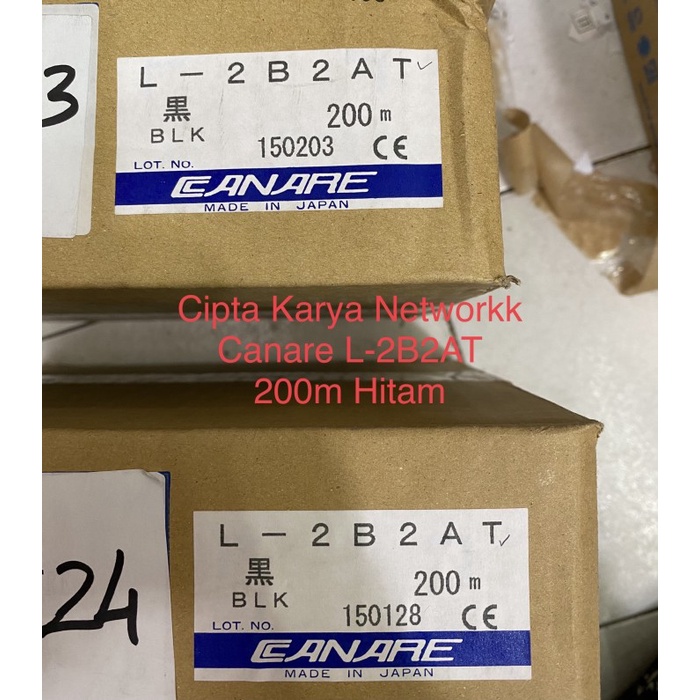 3
L-2B2AT
黒
200m
BLK
150203
CE
LOT. NO.
CANARE
MADE IN JAPAN
Cipta Karya Networkk
Canare L-2B2AT
200m Hitam
24
L-2B2AT
黒
200m
BLK
150128
CE
LOT. NO.
CANARE
MADE IN JAPAN